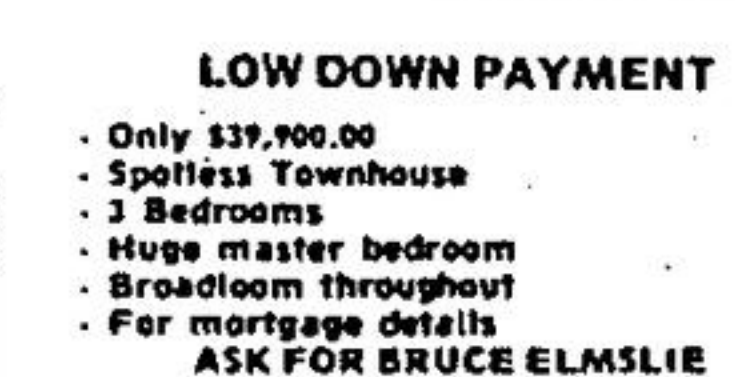 LOW DOWN PAYMENT
· Only $39,900.00
· Spotless Townhouse
· 3 Bedrooms
· Huge master bedroom
· Broadloom throughout
· For mortgage details
ASK FOR BRUCE ELMSLIE